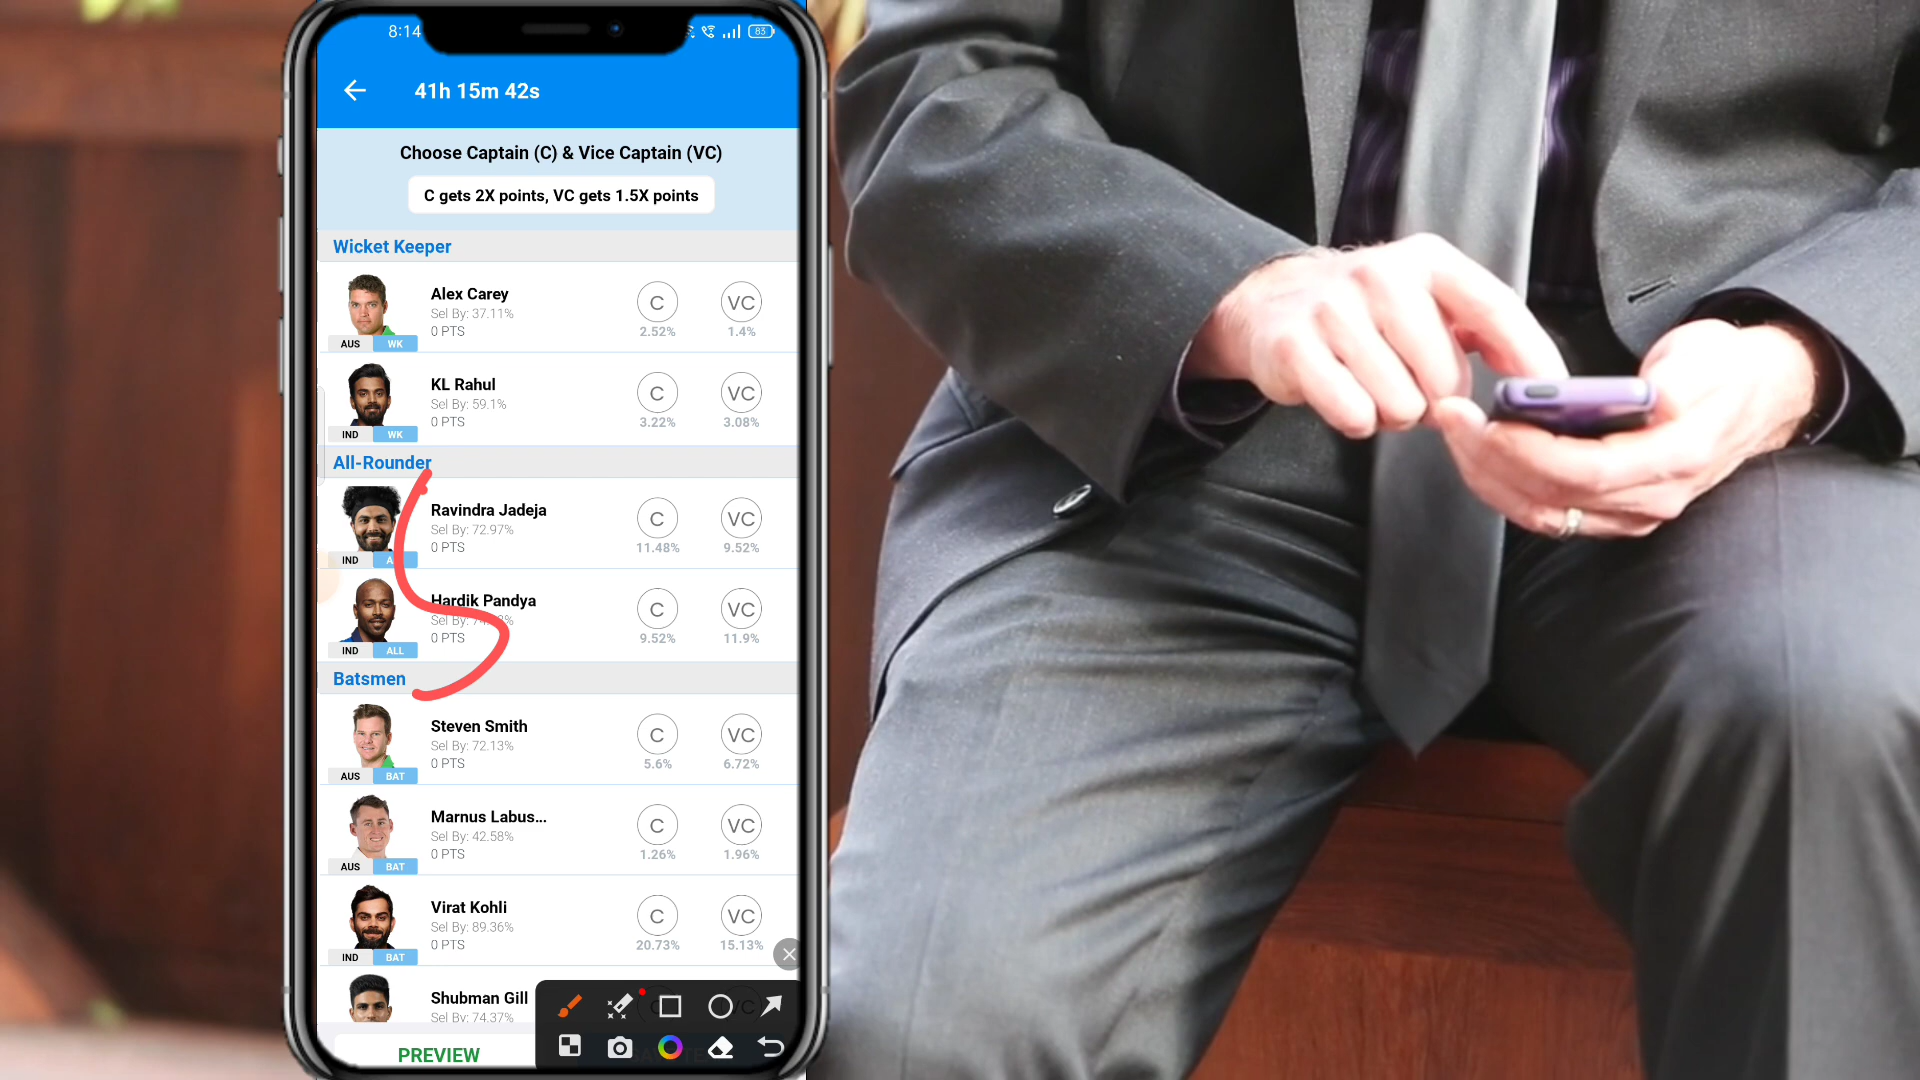 8:14
83
41h 15m 42s
Choose Captain (C) & Vice Captain (VC)
C gets 2X points, VC gets 1.5X points
Wicket Keeper
Alex Carey
Sel By: 37.11%
0 PTS
AUS WK
C
2.52%
VC
1.4%
KL Rahul
Sel By: 59.1%
0 PTS
IND WK
C
3.22%
VC
3.08%
All-Rounder
Ravindra Jadeja
Sel By: 72.97%
0 PTS
IND
C
11.48%
VC
9.52%
Hardik Pandya
Sel By:
0 PTS
IND ALL
C
9.52%
VC
11.9%
Batsmen
Steven Smith
Sel By: 72.13%
0 PTS
AUS BAT
C
5.6%
VC
6.72%
Marnus Labus...
Sel By: 42.58%
0 PTS
AUS BAT
C
1.26%
VC
1.96%
Virat Kohli
Sel By: 89.36%
0 PTS
IND BAT
C
20.73%
VC
15.13%
Shubman Gill
Sel By: 74.37%
VC
PREVIEW